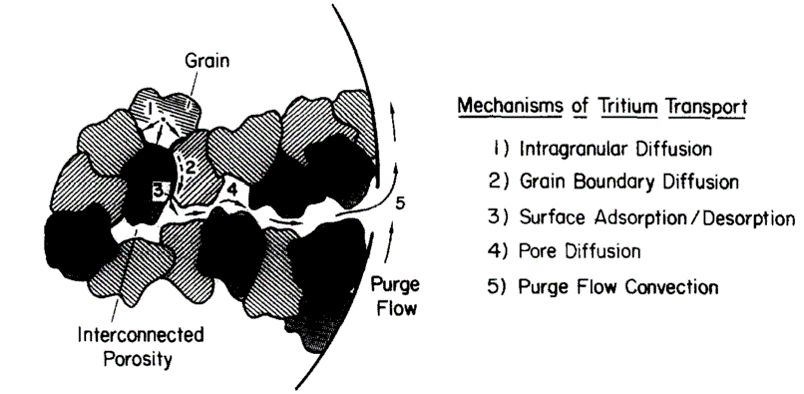 Grain
1
2
3
4
5
Purge
Flow
Interconnected
Porosity
Mechanisms of Tritium Transport
1) Intragranular Diffusion
2) Grain Boundary Diffusion
3) Surface Adsorption/Desorption
4) Pore Diffusion
5) Purge Flow Convection